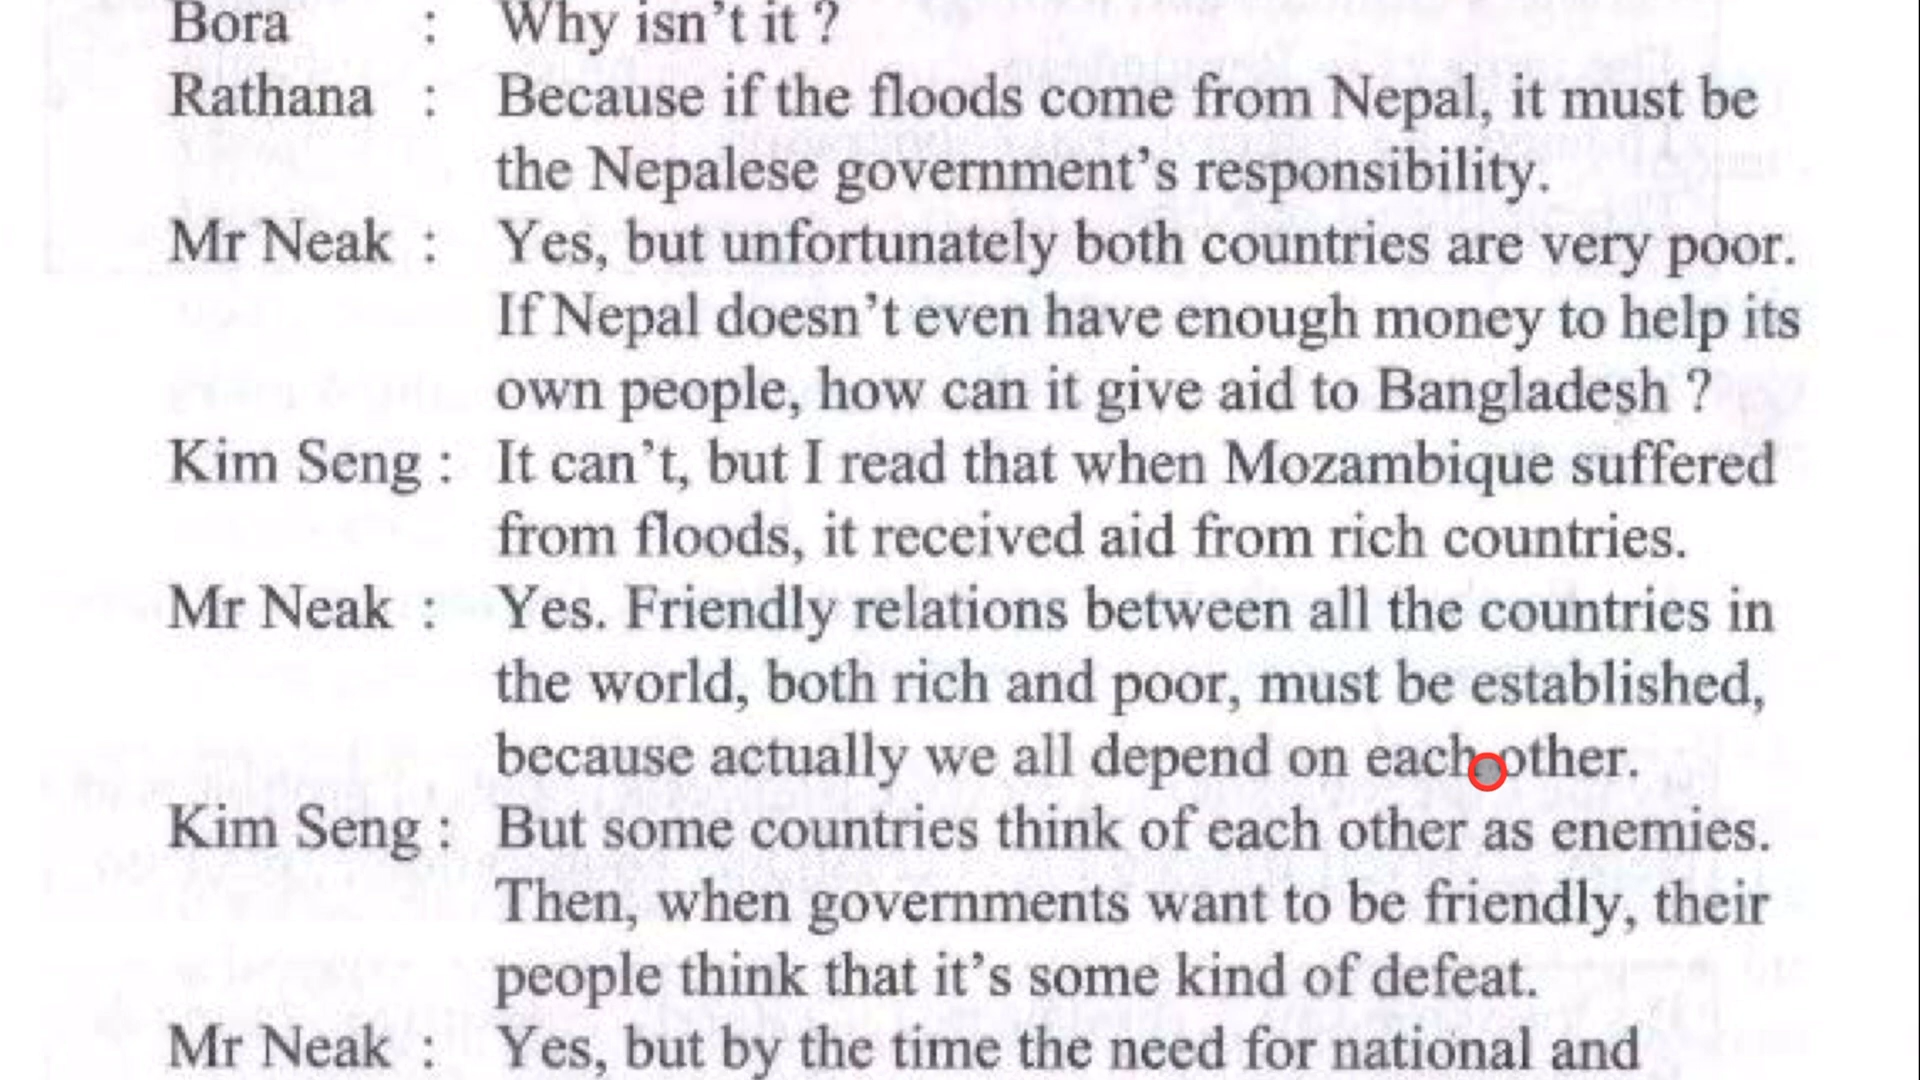 Bora : Why isn't it ?
Rathana : Because if the floods come from Nepal, it must be
the Nepalese government's responsibility.
Mr Neak : Yes, but unfortunately both countries are very poor.
If Nepal doesn't even have enough money to help its
own people, how can it give aid to Bangladesh ?
Kim Seng : It can't, but I read that when Mozambique suffered
from floods, it received aid from rich countries.
Mr Neak : Yes. Friendly relations between all the countries in
the world, both rich and poor, must be established,
because actually we all depend on each other.
Kim Seng : But some countries think of each other as enemies.
Then, when governments want to be friendly, their
people think that it's some kind of defeat.
Mr Neak : Yes, but by the time the need for national and